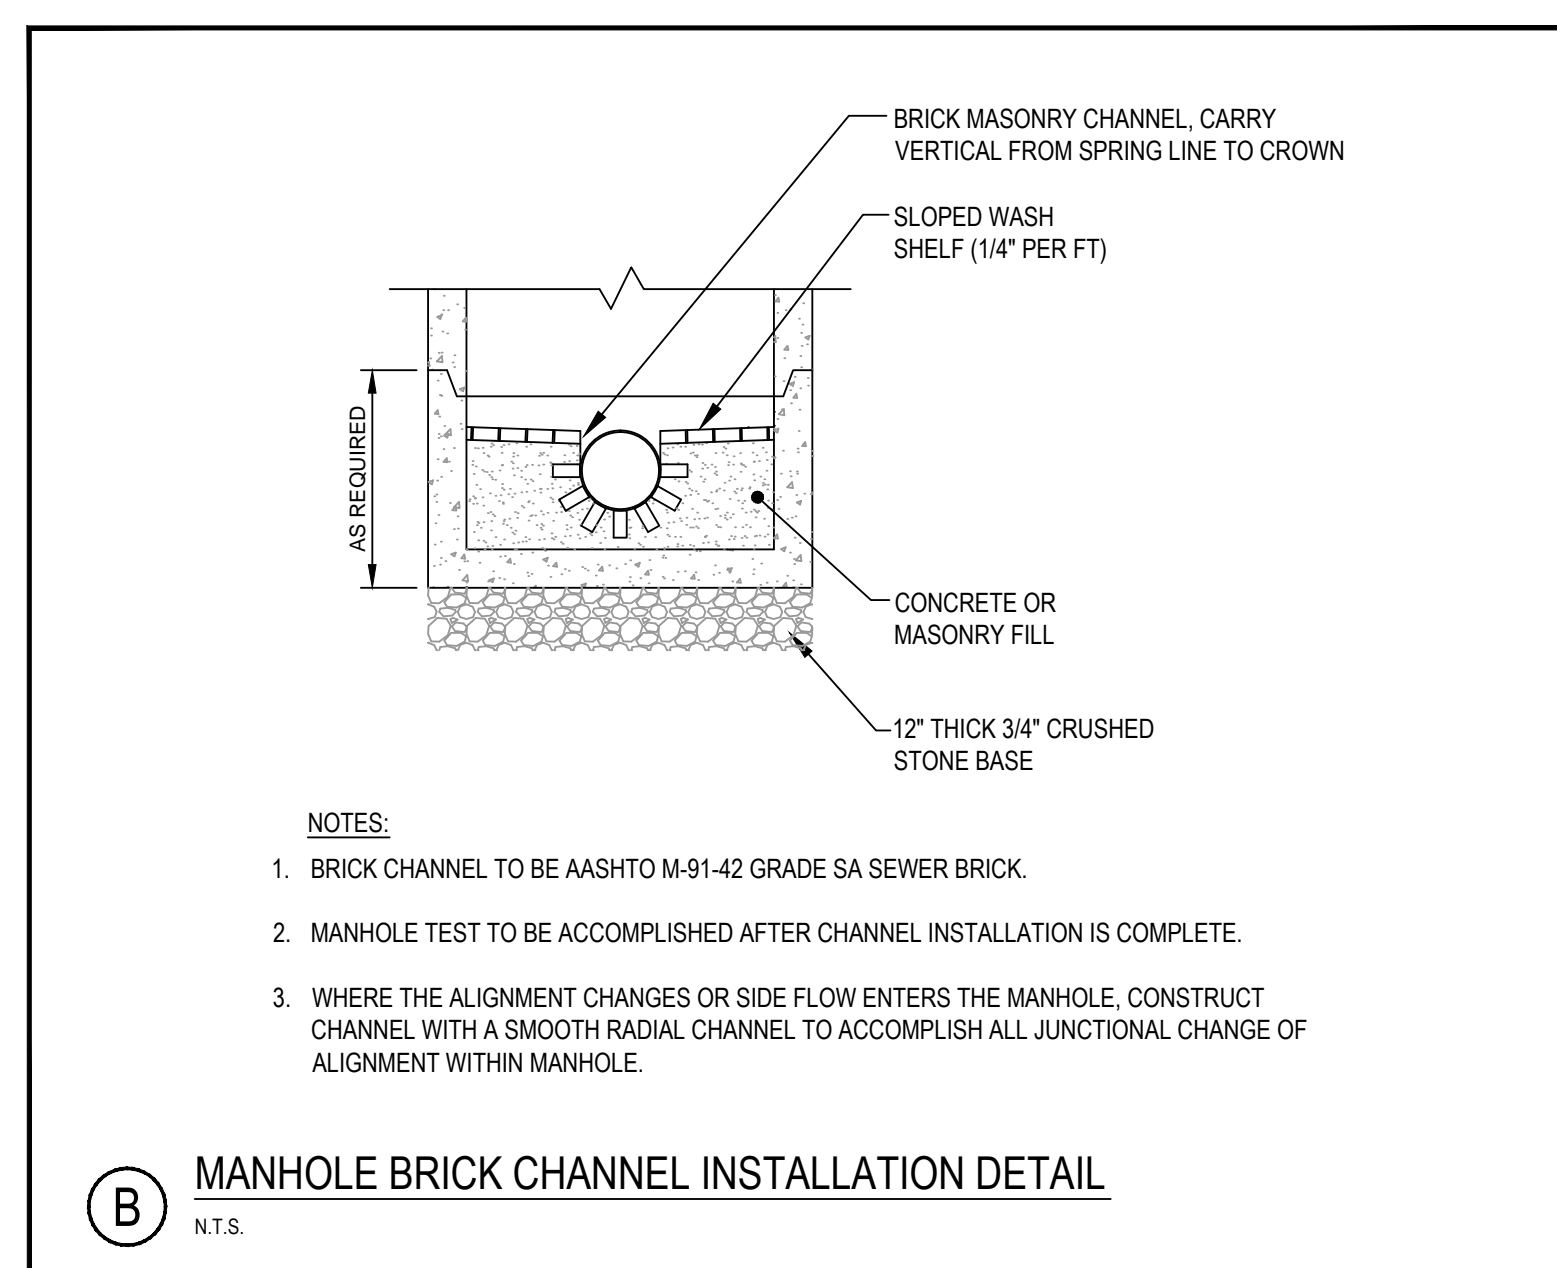 BRICK MASONRY CHANNEL, CARRY
VERTICAL FROM SPRING LINE TO CROWN
SLOPED WASH
SHELF (1/4" PER FT)
AS REQUIRED
CONCRETE OR
MASONRY FILL
12" THICK 3/4" CRUSHED
STONE BASE
NOTES:
1. BRICK CHANNEL TO BE AASHTO M-91-42 GRADE SA SEWER BRICK.
2. MANHOLE TEST TO BE ACCOMPLISHED AFTER CHANNEL INSTALLATION IS COMPLETE.
3. WHERE THE ALIGNMENT CHANGES OR SIDE FLOW ENTERS THE MANHOLE, CONSTRUCT
CHANNEL WITH A SMOOTH RADIAL CHANNEL TO ACCOMPLISH ALL JUNCTIONAL CHANGE OF
ALIGNMENT WITHIN MANHOLE.
B MANHOLE BRICK CHANNEL INSTALLATION DETAIL
N.T.S.